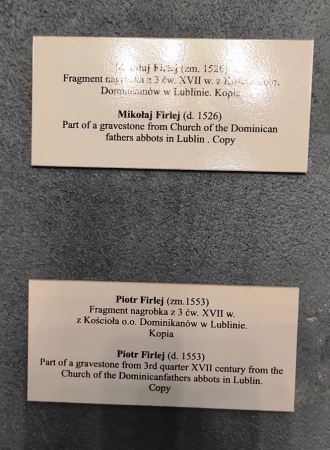 Mikołaj Firlej (zm. 1526)
Fragment nagrobka z 3 ćw. XVII w. z Kościoła o.o.
Dominikanów w Lublinie. Kopia
Mikołaj Firlej (d. 1526)
Part of a gravestone from Church of the Dominican
fathers abbots in Lublin . Copy
Piotr Firlej (zm.1553)
Fragment nagrobka z 3 ćw. XVII w.
z Kościoła o.o. Dominikanów w Lublinie.
Kopia
Piotr Firlej (d. 1553)
Part of a gravestone from 3rd quarter XVII century from the
Church of the Dominicanfathers abbots in Lublin.
Copy